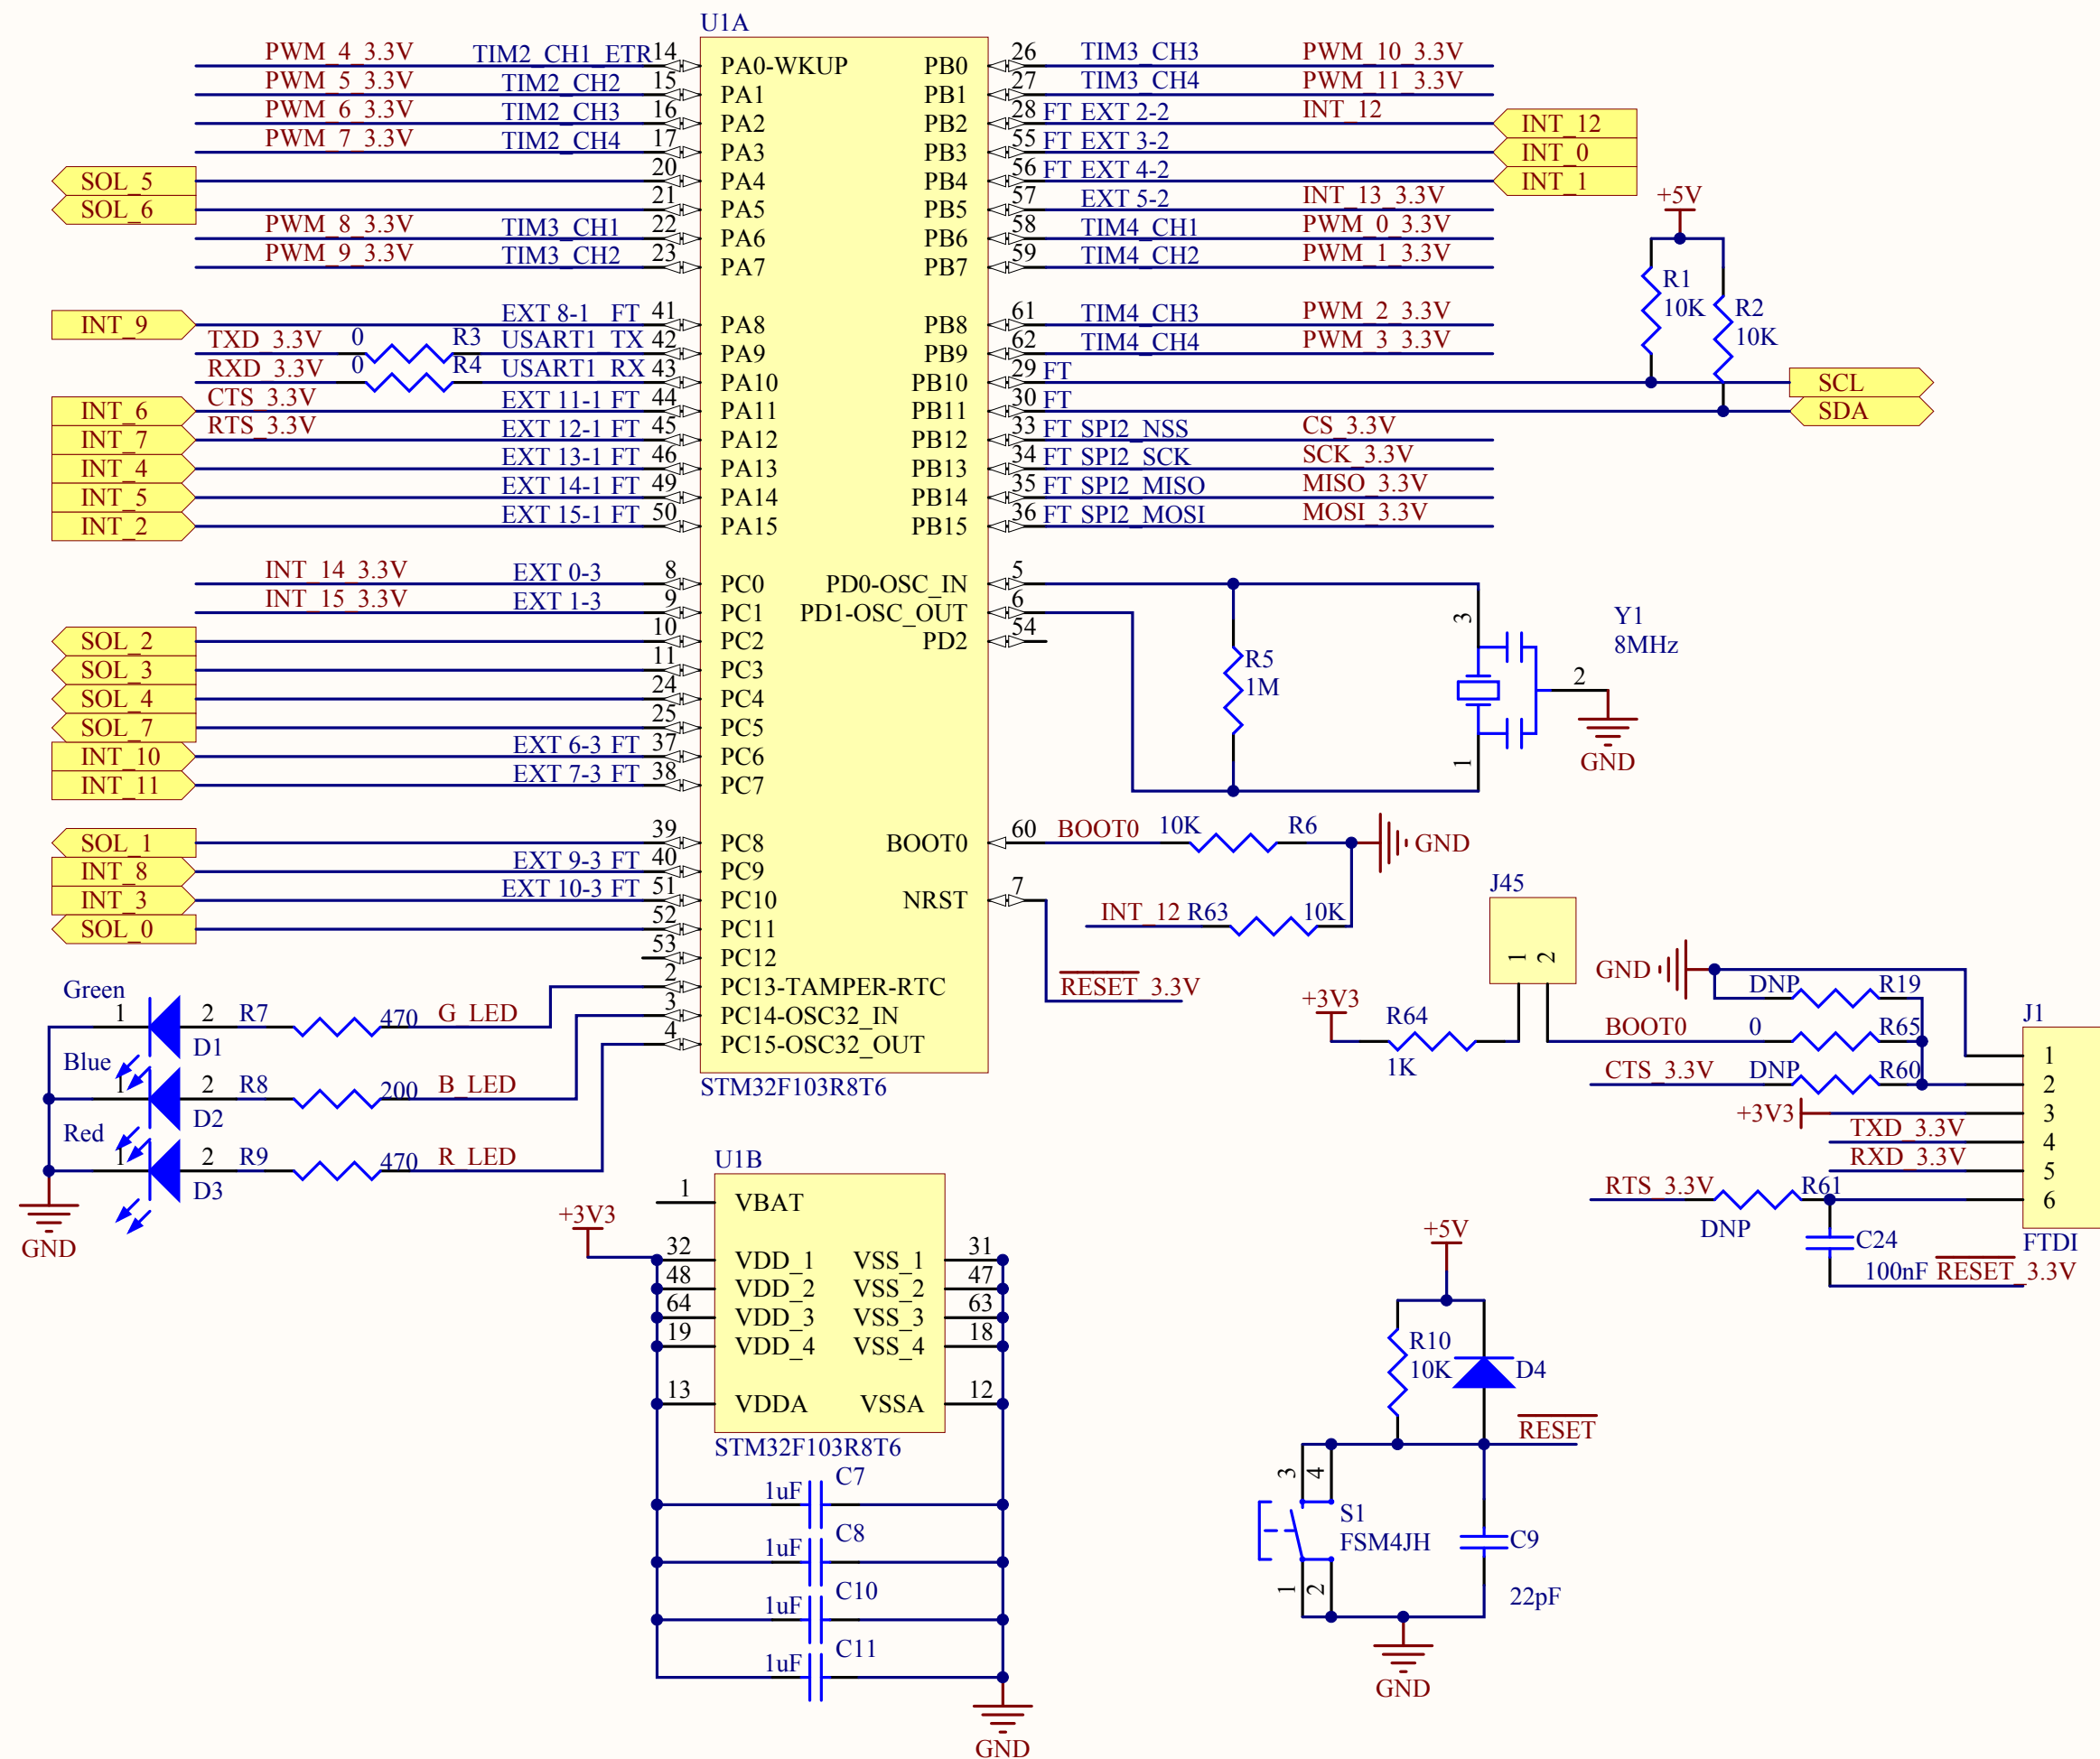 U1A
PWM_4_3.3V TIM2_CH1_ETR 14 PA0-WKUP PB0 26 TIM3_CH3 PWM_10_3.3V
PWM_5_3.3V TIM2_CH2 15 PA1 PB1 27 TIM3_CH4 PWM_11_3.3V
PWM_6_3.3V TIM2_CH3 16 PA2 PB2 28 FT EXT 2-2 INT_12 INT_12
PWM_7_3.3V TIM2_CH4 17 PA3 PB3 55 FT EXT 3-2 INT_0
SOL_5 20 PA4 PB4 56 FT EXT 4-2 INT_1
SOL_6 21 PA5 PB5 57 EXT 5-2 INT_13_3.3V
PWM_8_3.3V TIM3_CH1 22 PA6 PB6 58 TIM4_CH1 PWM_0_3.3V
PWM_9_3.3V TIM3_CH2 23 PA7 PB7 59 TIM4_CH2 PWM_1_3.3V
+5V
R1
10K
R2
10K
INT_9 EXT 8-1 FT 41 PA8 PB8 61 TIM4_CH3 PWM_2_3.3V
TXD_3.3V 0 R3 USART1_TX 42 PA9 PB9 62 TIM4_CH4 PWM_3_3.3V
RXD_3.3V 0 R4 USART1_RX 43 PA10 PB10 29 FT SCL
INT_6 CTS_3.3V EXT 11-1 FT 44 PA11 PB11 30 FT SDA
INT_7 RTS_3.3V EXT 12-1 FT 45 PA12 PB12 33 FT SPI2_NSS CS_3.3V
INT_4 EXT 13-1 FT 46 PA13 PB13 34 FT SPI2_SCK SCK_3.3V
INT_5 EXT 14-1 FT 49 PA14 PB14 35 FT SPI2_MISO MISO_3.3V
INT_2 EXT 15-1 FT 50 PA15 PB15 36 FT SPI2_MOSI MOSI_3.3V
INT_14_3.3V EXT 0-3 8 PC0 PD0-OSC_IN 5
INT_15_3.3V EXT 1-3 9 PC1 PD1-OSC_OUT 6
SOL_2 10 PC2 PD2 54
SOL_3 11 PC3
SOL_4 24 PC4
SOL_7 25 PC5
INT_10 EXT 6-3 FT 37 PC6
INT_11 EXT 7-3 FT 38 PC7
R5
1M
3
1
2
Y1
8MHz
GND
SOL_1 39 PC8 BOOT0 60 BOOT0 10K R6 GND
INT_8 EXT 9-3 FT 40 PC9
INT_3 EXT 10-3 FT 51 PC10 NRST 7
SOL_0 52 PC11 INT_12 R63 10K
53 PC12
2 PC13-TAMPER-RTC RESET_3.3V
3 PC14-OSC32_IN
4 PC15-OSC32_OUT
STM32F103R8T6
Green
1 2 R7 470 G_LED
D1
Blue
1 2 R8 200 B_LED
D2
Red
1 2 R9 470 R_LED
D3
GND
J45
1 2
+3V3
R64
1K
GND DNP R19
BOOT0 0 R65
CTS_3.3V DNP R60
J1
1
2
+3V3 3
TXD_3.3V 4
RXD_3.3V 5
RTS_3.3V R61 6
DNP
C24
100nF
FTDI
RESET_3.3V
U1B
1 VBAT
+3V3
32 VDD_1 VSS_1 31
48 VDD_2 VSS_2 47
64 VDD_3 VSS_3 63
19 VDD_4 VSS_4 18
13 VDDA VSSA 12
STM32F103R8T6
1uF C7
1uF C8
1uF C10
1uF C11
GND
+5V
R10
10K
D4
RESET
3 4
S1
FSM4JH
1 2
C9
22pF
GND